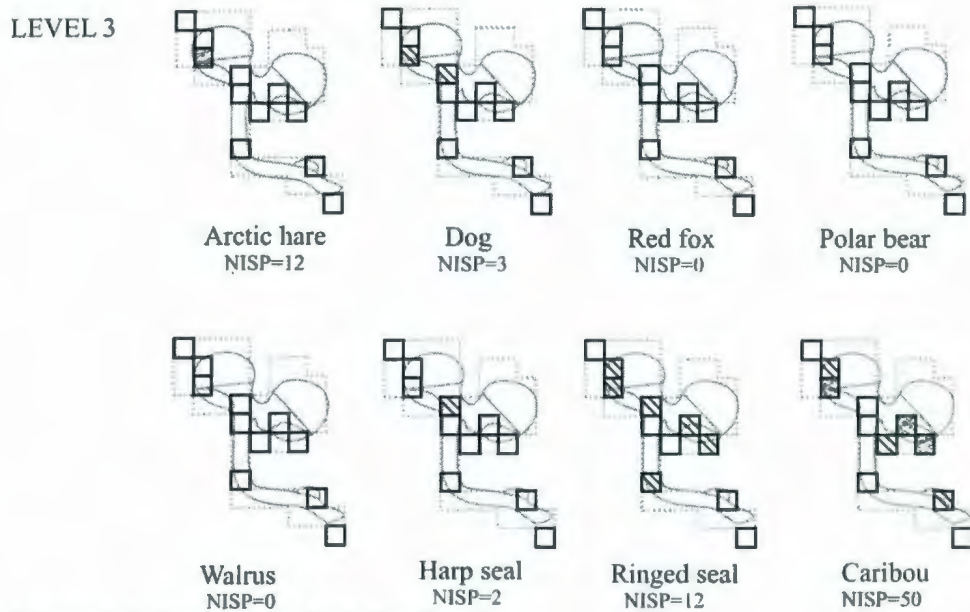 LEVEL 3
Arctic hare
NISP=12
Dog
NISP=3
Red fox
NISP=0
Polar bear
NISP=0
Walrus
NISP=0
Harp seal
NISP=2
Ringed seal
NISP=12
Caribou
NISP=50